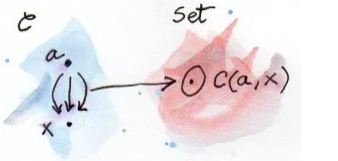 C Set
a
C(a,x)
x